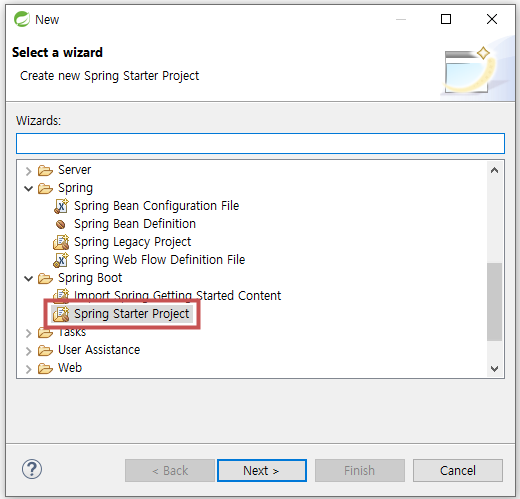 New
Select a wizard
Create new Spring Starter Project
Wizards:
Server
Spring
Spring Bean Configuration File
Spring Bean Definition
Spring Legacy Project
Spring Web Flow Definition File
Spring Boot
Import Spring Getting Started Content
Spring Starter Project
Tasks
User Assistance
Web
?
< Back
Next >
Finish
Cancel